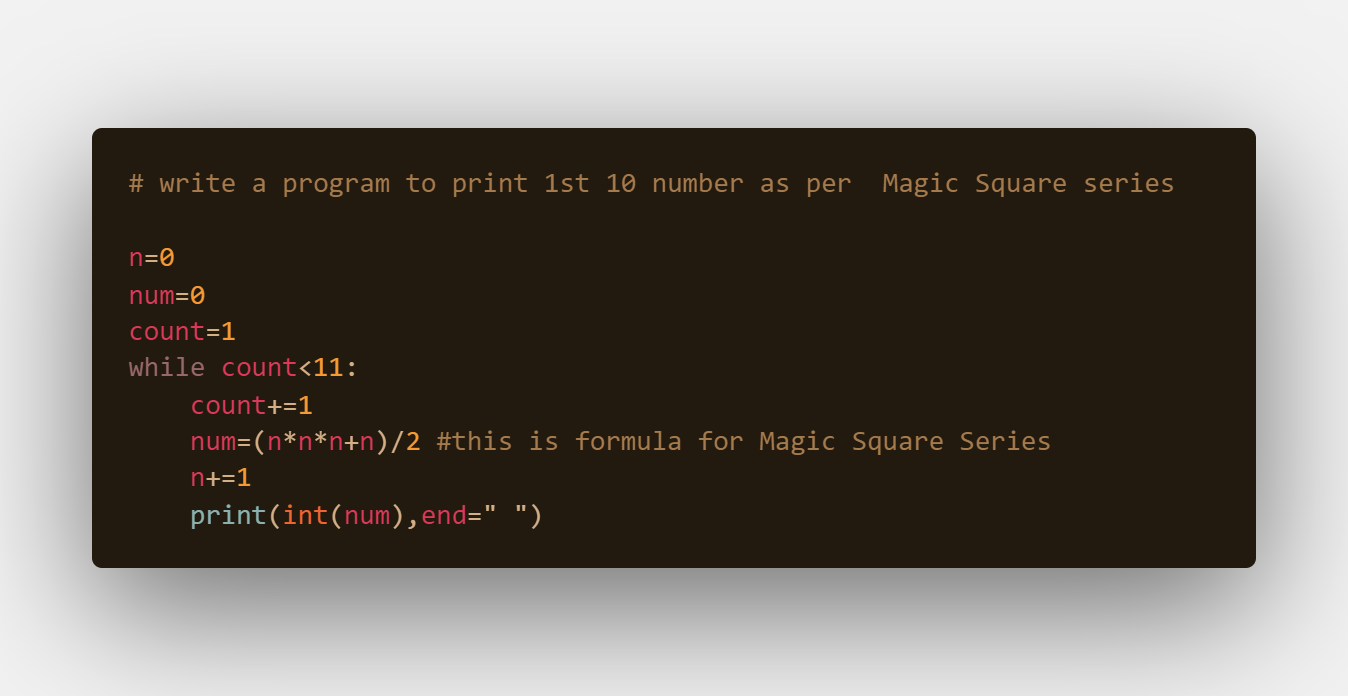 # write a program to print 1st 10 number as per  Magic Square series
n=0
num=0
count=1
while count<11:
    count+=1
    num=(n*n*n+n)/2 #this is formula for Magic Square Series
    n+=1
    print(int(num),end=" ")